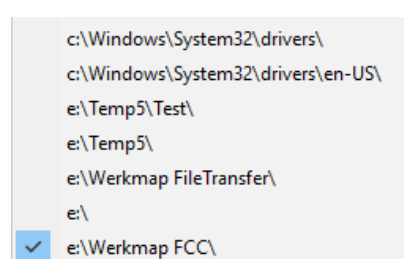 c:\Windows\System32\drivers\
c:\Windows\System32\drivers\en-US\
e:\Temp5\Test\
e:\Temp5\
e:\Werkmap FileTransfer\
e:\
e:\Werkmap FCC\